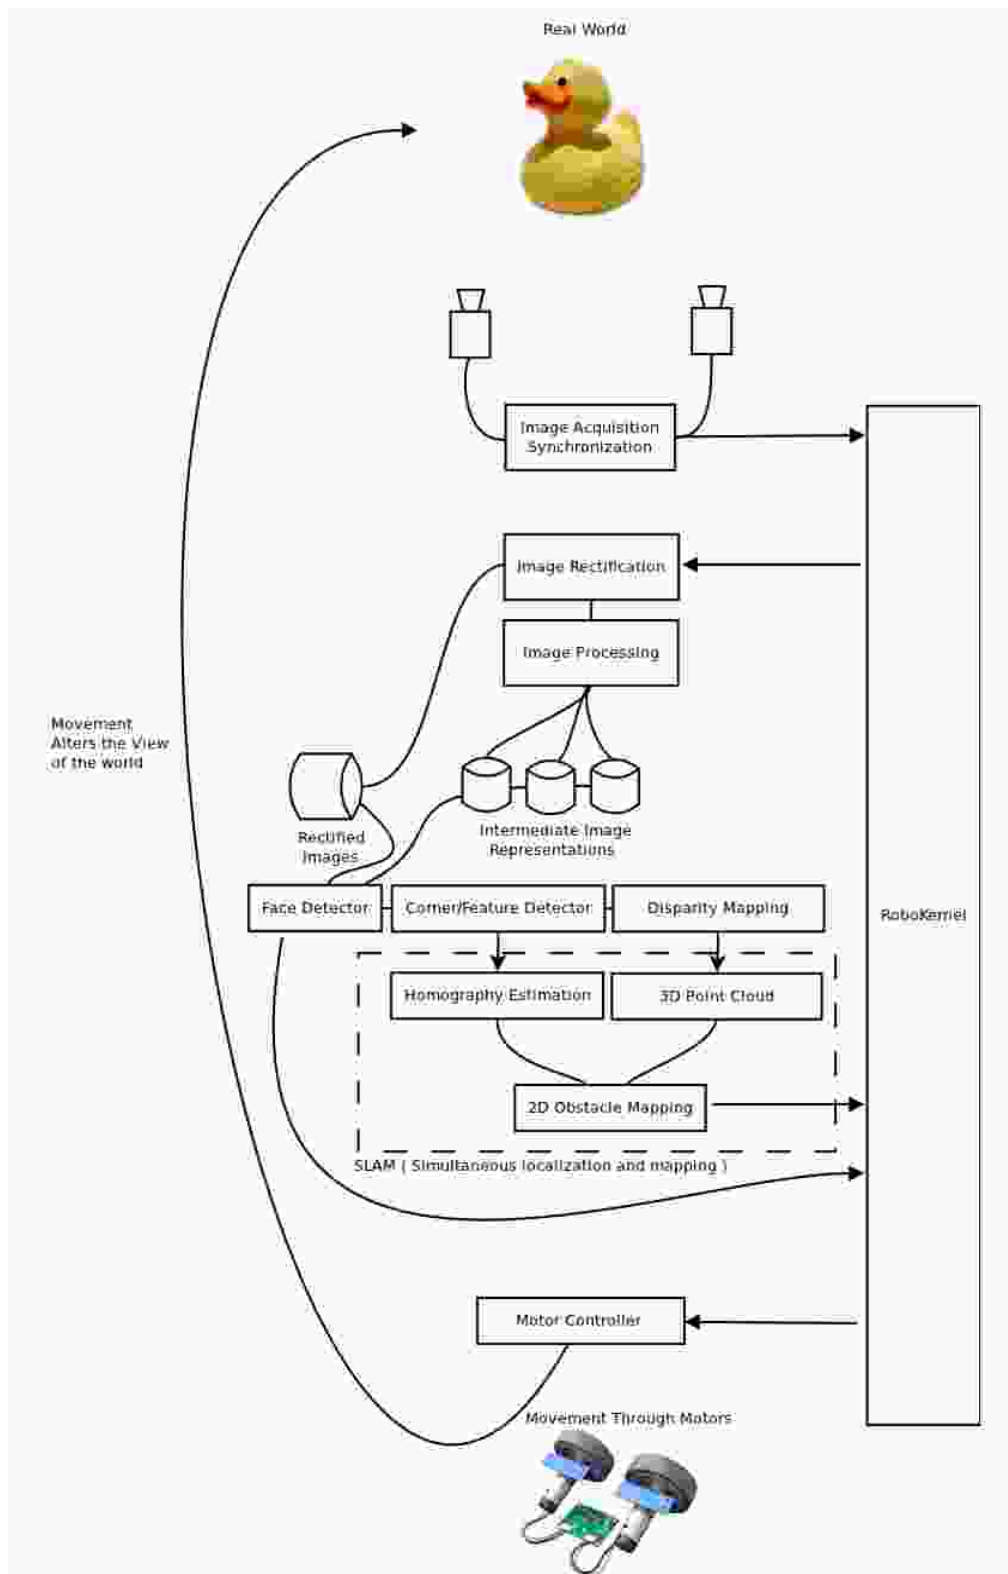 Real World
Image Acquisition
Synchronization
Image Rectification
Image Processing
Movement
Alters the View
of the world
Rectified
Images
Intermediate Image
Representations
Face Detector
Corner/Feature Detector
Disparity Mapping
RoboKernel
Homography Estimation
3D Point Cloud
2D Obstacle Mapping
SLAM ( Simultaneous localization and mapping )
Motor Controller
Movement Through Motors